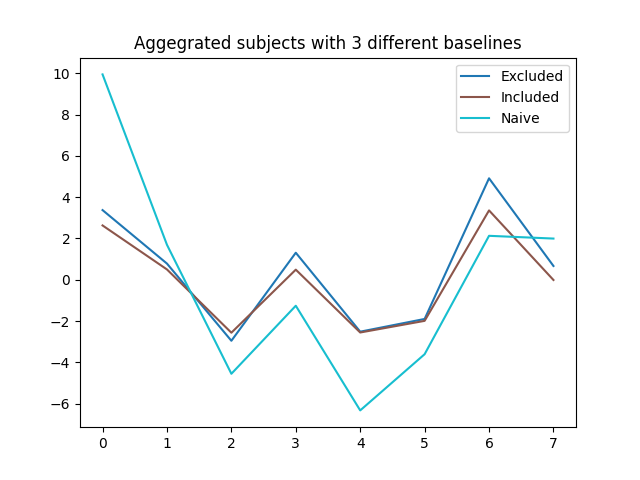 Aggegrated subjects with 3 different baselines
Excluded
Included
Naive
10
8
6
4
2
0
−2
−4
−6
0 1 2 3 4 5 6 7